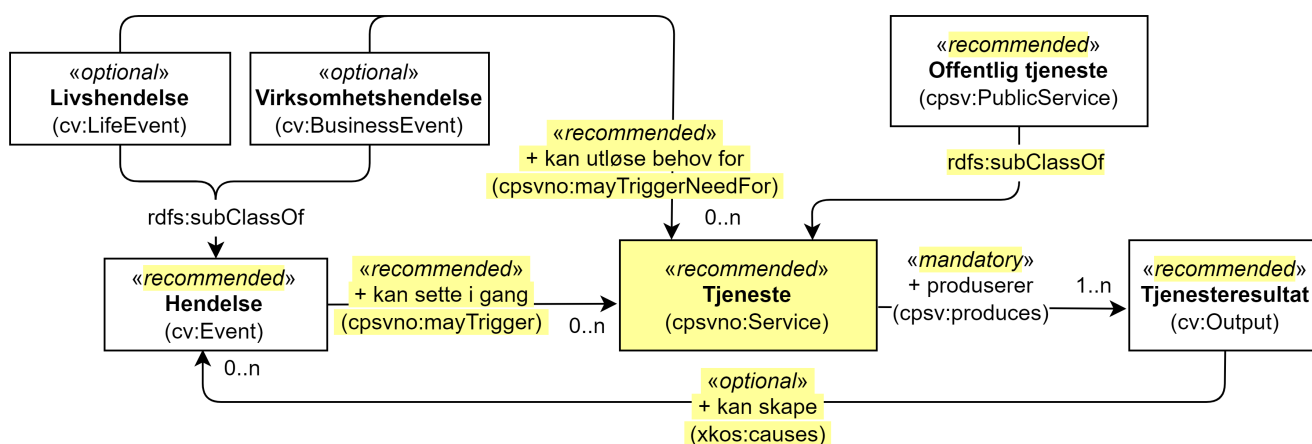 «optional»
Livshendelse
(cv:LifeEvent)
«optional»
Virksomhetshendelse
(cv:BusinessEvent)
«recommended»
Offentlig tjeneste
(cpsv:PublicService)
«recommended»
+ kan utløse behov for
(cpsvno:mayTriggerNeedFor)
0..n
rdfs:subClassOf
rdfs:subClassOf
«recommended»
Hendelse
(cv:Event)
«recommended»
+ kan sette i gang
(cpsvno:mayTrigger)
0..n
«recommended»
Tjeneste
(cpsvno:Service)
«mandatory»
+ produserer
(cpsv:produces)
1..n
«recommended»
Tjenesteresultat
(cv:Output)
0..n
«optional»
+ kan skape
(xkos:causes)